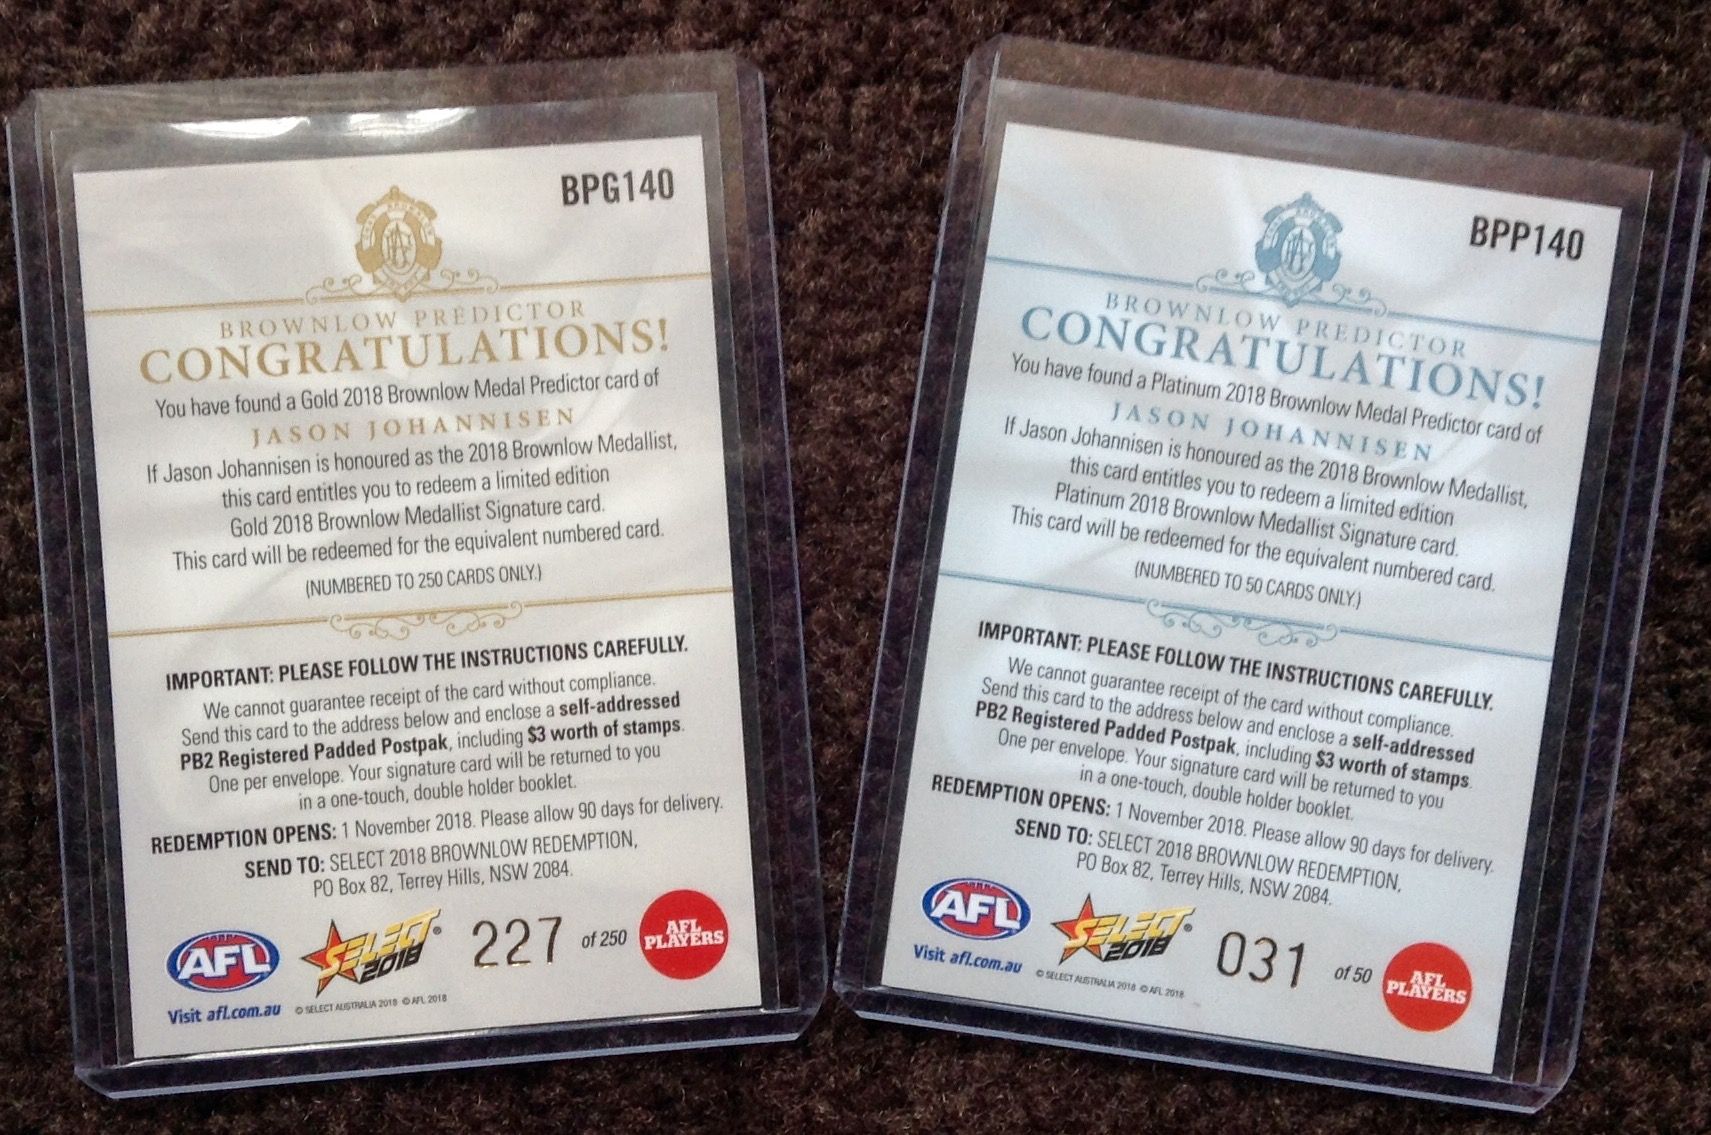 BPG140
BROWNLOW PREDICTOR
CONGRATULATIONS!
You have found a Gold 2018 Brownlow Medal Predictor card of
JASON JOHANNISEN
If Jason Johannisen is honoured as the 2018 Brownlow Medallist,
this card entitles you to redeem a limited edition
Gold 2018 Brownlow Medallist Signature card.
This card will be redeemed for the equivalent numbered card.
(NUMBERED TO 250 CARDS ONLY.)
IMPORTANT: PLEASE FOLLOW THE INSTRUCTIONS CAREFULLY.
We cannot guarantee receipt of the card without compliance.
Send this card to the address below and enclose a self-addressed
PB2 Registered Padded Postpak, including $3 worth of stamps.
One per envelope. Your signature card will be returned to you
in a one-touch, double holder booklet.
REDEMPTION OPENS: 1 November 2018. Please allow 90 days for delivery.
SEND TO: SELECT 2018 BROWNLOW REDEMPTION,
PO Box 82, Terrey Hills, NSW 2084.
AFL
SELECT®
2018
227 of 250
AFL
PLAYERS
Visit afl.com.au
© SELECT AUSTRALIA 2018 © AFL 2018
BPP140
BROWNLOW PREDICTOR
CONGRATULATIONS!
You have found a Platinum 2018 Brownlow Medal Predictor card of
JASON JOHANNISEN
If Jason Johannisen is honoured as the 2018 Brownlow Medallist,
this card entitles you to redeem a limited edition
Platinum 2018 Brownlow Medallist Signature card.
This card will be redeemed for the equivalent numbered card.
(NUMBERED TO 50 CARDS ONLY.)
IMPORTANT: PLEASE FOLLOW THE INSTRUCTIONS CAREFULLY.
We cannot guarantee receipt of the card without compliance.
Send this card to the address below and enclose a self-addressed
PB2 Registered Padded Postpak, including $3 worth of stamps.
One per envelope. Your signature card will be returned to you
in a one-touch, double holder booklet.
REDEMPTION OPENS: 1 November 2018. Please allow 90 days for delivery.
SEND TO: SELECT 2018 BROWNLOW REDEMPTION,
PO Box 82, Terrey Hills, NSW 2084.
AFL
SELECT®
2018
031 of 50
AFL
PLAYERS
Visit afl.com.au
© SELECT AUSTRALIA 2018 © AFL 2018